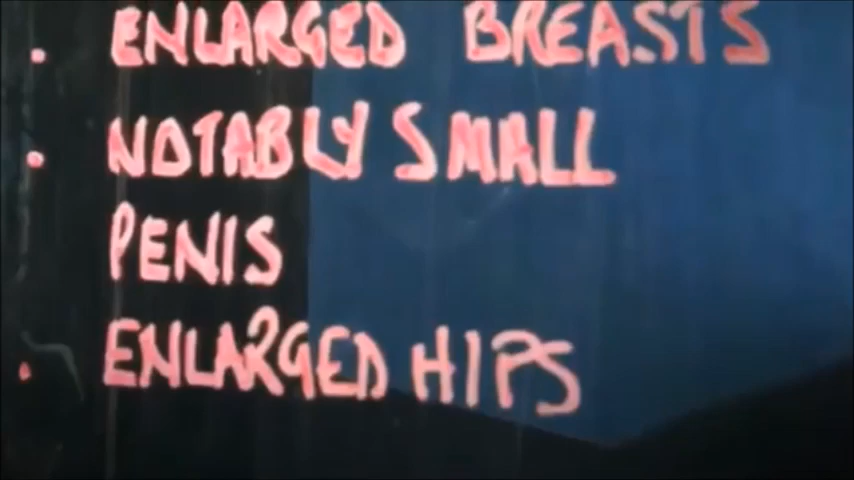 . ENLARGED BREASTS
. NOTABLY SMALL
PENIS
. ENLARGED HIPS